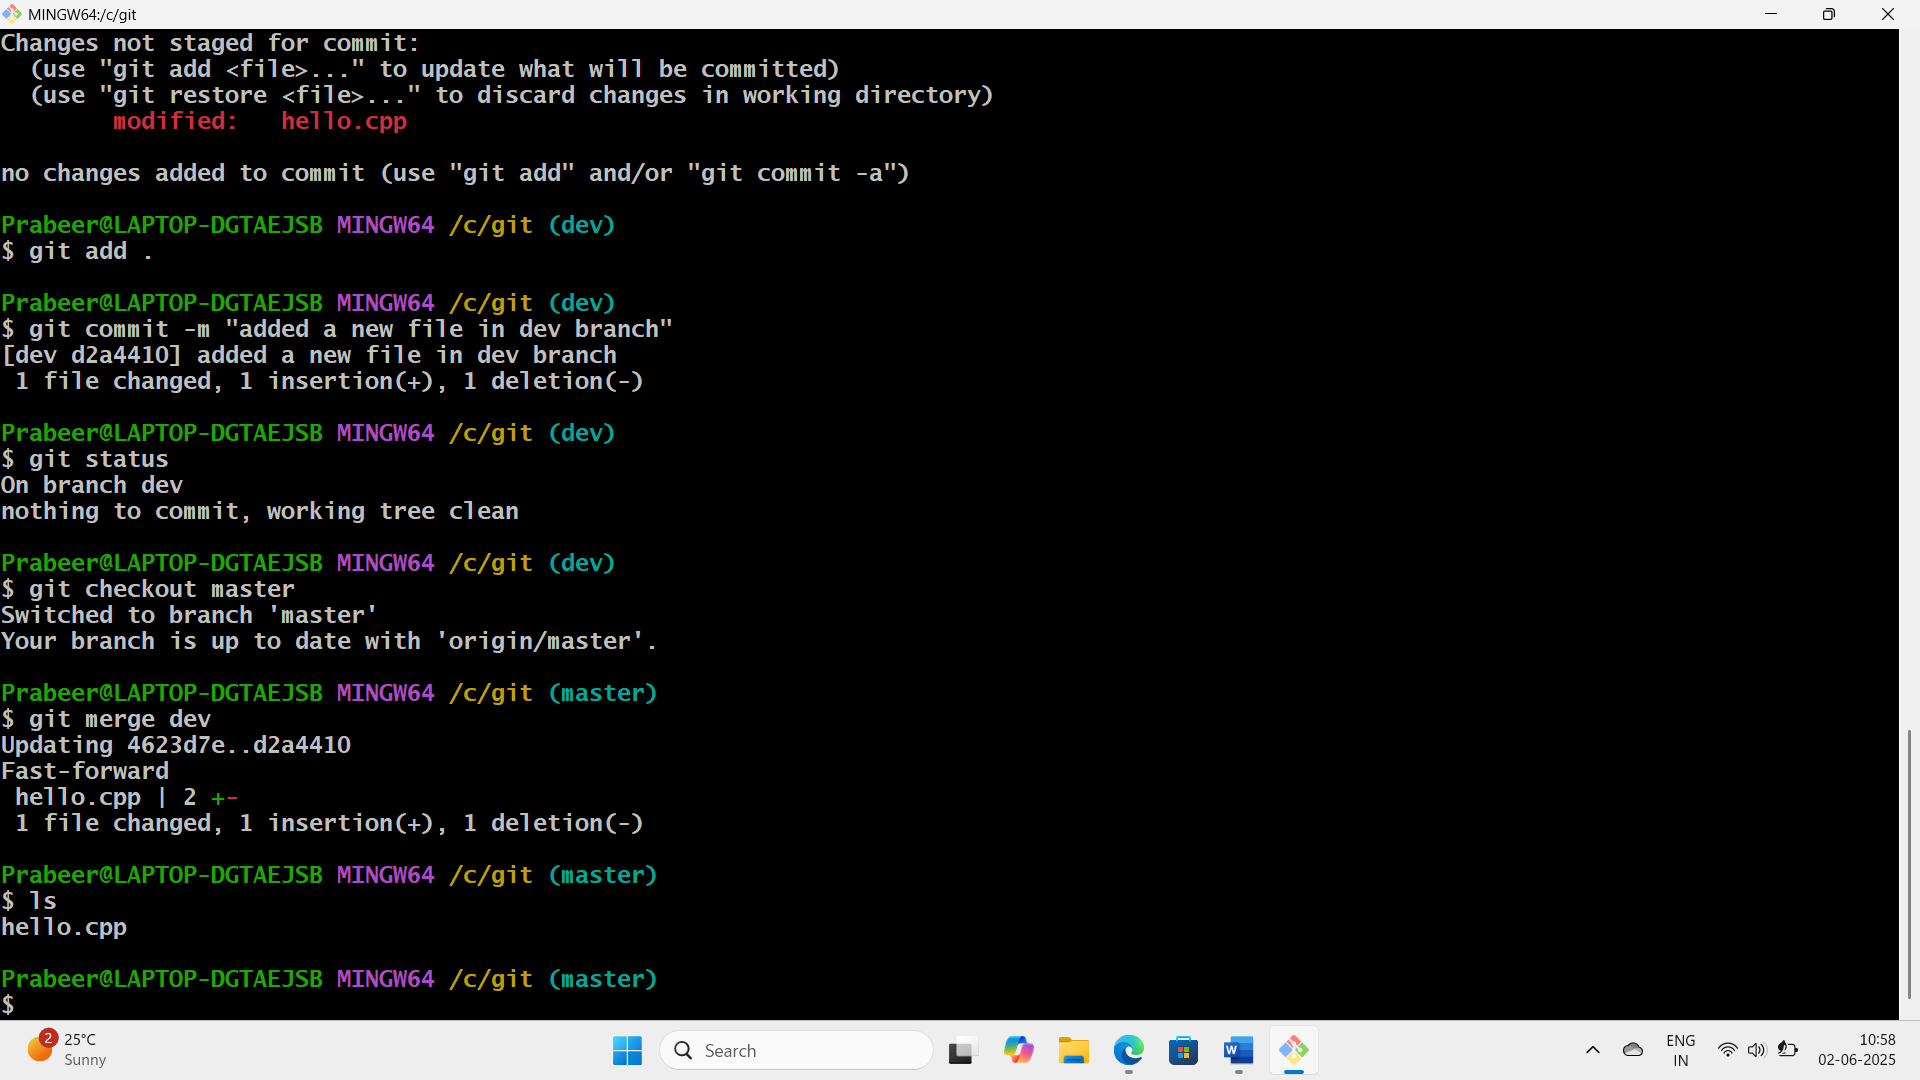 MINGW64:/c/git
Changes not staged for commit:
  (use "git add <file>..." to update what will be committed)
  (use "git restore <file>..." to discard changes in working directory)
        modified:   hello.cpp

no changes added to commit (use "git add" and/or "git commit -a")

Prabeer@LAPTOP-DGTAEJSB MINGW64 /c/git (dev)
$ git add .

Prabeer@LAPTOP-DGTAEJSB MINGW64 /c/git (dev)
$ git commit -m "added a new file in dev branch"
[dev d2a4410] added a new file in dev branch
 1 file changed, 1 insertion(+), 1 deletion(-)

Prabeer@LAPTOP-DGTAEJSB MINGW64 /c/git (dev)
$ git status
On branch dev
nothing to commit, working tree clean

Prabeer@LAPTOP-DGTAEJSB MINGW64 /c/git (dev)
$ git checkout master
Switched to branch 'master'
Your branch is up to date with 'origin/master'.

Prabeer@LAPTOP-DGTAEJSB MINGW64 /c/git (master)
$ git merge dev
Updating 4623d7e..d2a4410
Fast-forward
 hello.cpp | 2 +-
 1 file changed, 1 insertion(+), 1 deletion(-)

Prabeer@LAPTOP-DGTAEJSB MINGW64 /c/git (master)
$ ls
hello.cpp

Prabeer@LAPTOP-DGTAEJSB MINGW64 /c/git (master)
$
2
25°C
Sunny
Search
W
ENG
IN
10:58
02-06-2025